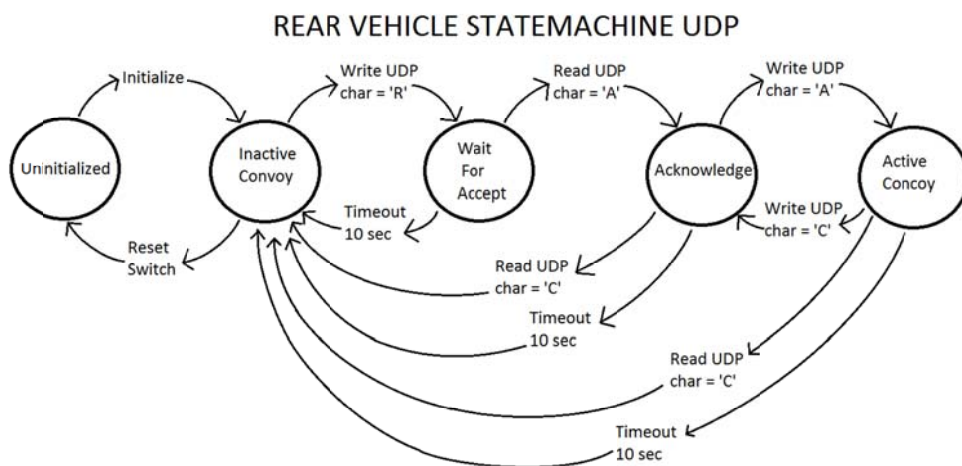 REAR VEHICLE STATEMACHINE UDP
Initialize
Write UDP
char = 'R'
Read UDP
char = 'A'
Write UDP
char = 'A'
Uninitialized
Inactive
Convoy
Wait
For
Accept
Acknowledge
Active
Concoy
Timeout
10 sec
Write UDP
char = 'C'
Reset
Switch
Read UDP
char = 'C'
Timeout
10 sec
Read UDP
char = 'C'
Timeout
10 sec